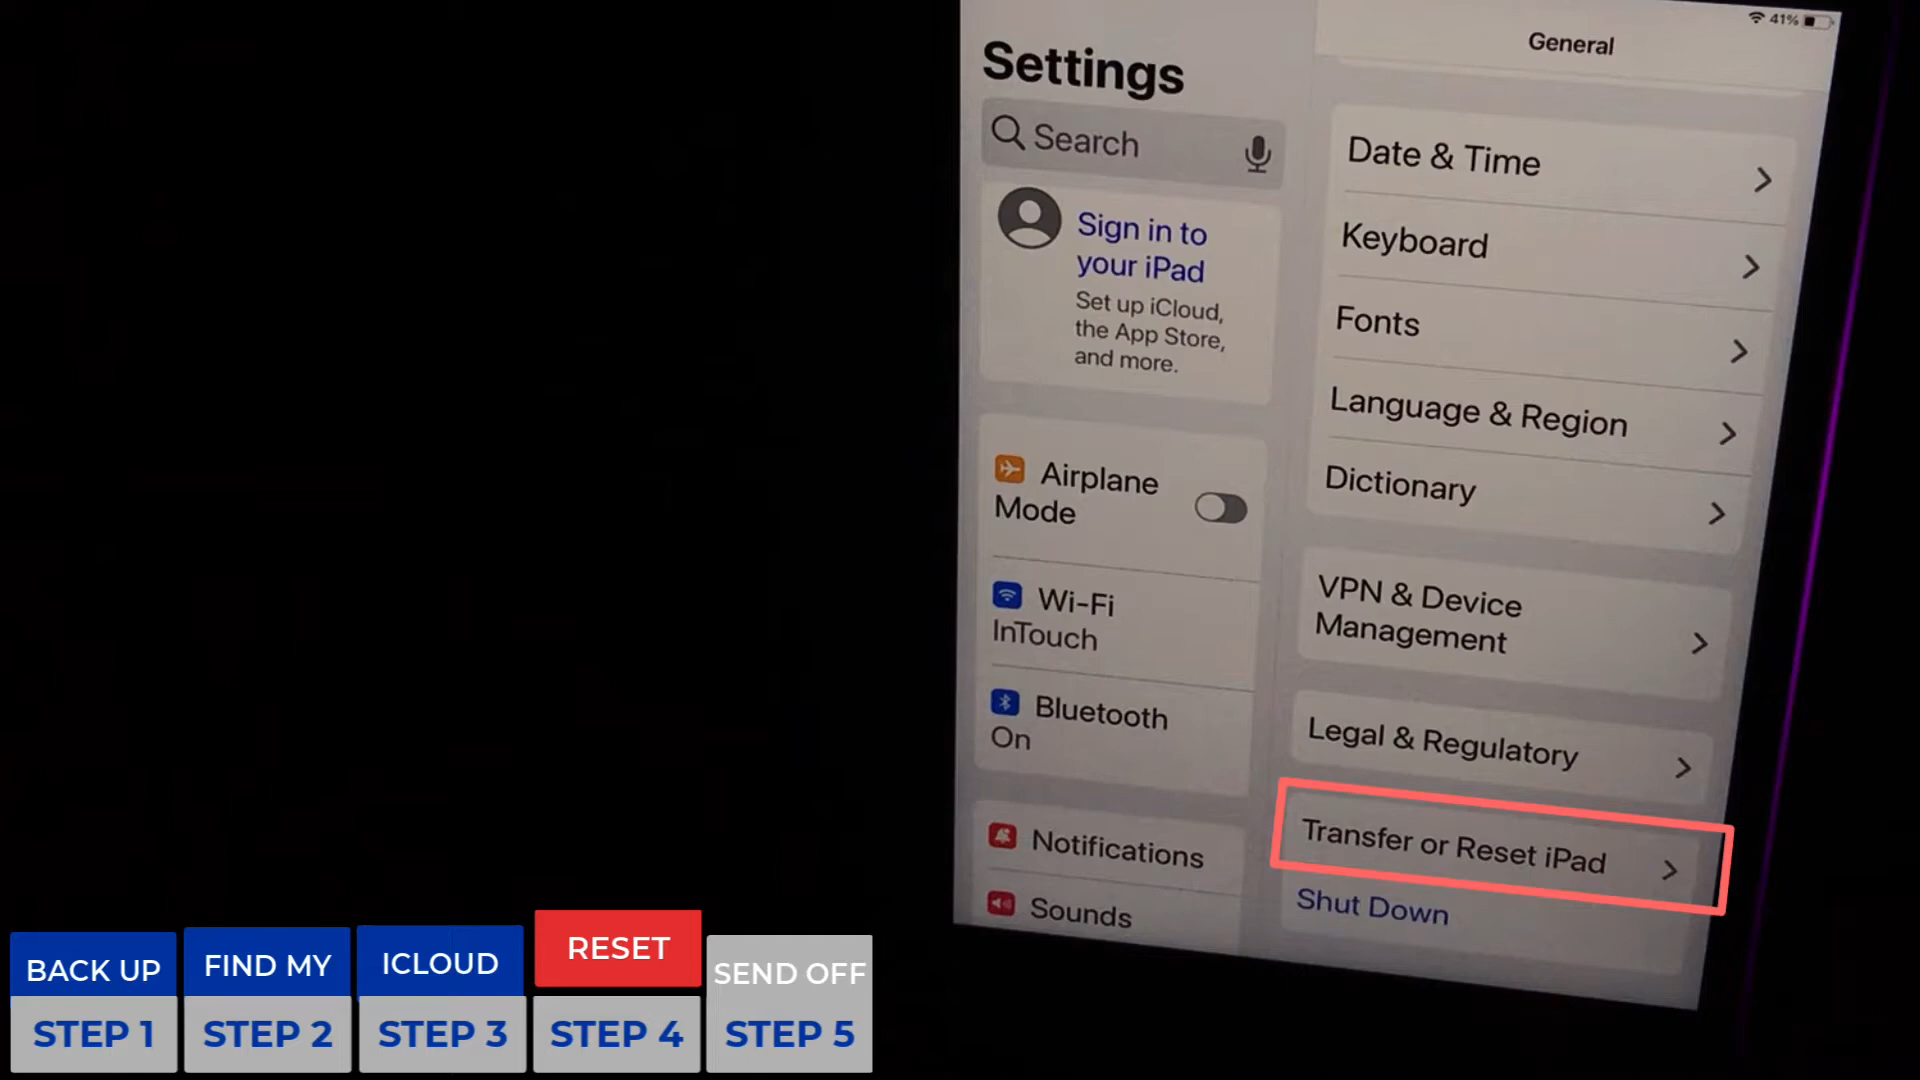 41%
Settings
General
Search
Sign in to
your iPad
Set up iCloud,
the App Store,
and more.
Airplane
Mode
Wi-Fi
InTouch
Bluetooth
On
Notifications
Sounds
Date & Time
Keyboard
Fonts
Language & Region
Dictionary
VPN & Device
Management
Legal & Regulatory
Transfer or Reset iPad
Shut Down
BACK UP
STEP 1
FIND MY
STEP 2
ICLOUD
STEP 3
RESET
STEP 4
SEND OFF
STEP 5